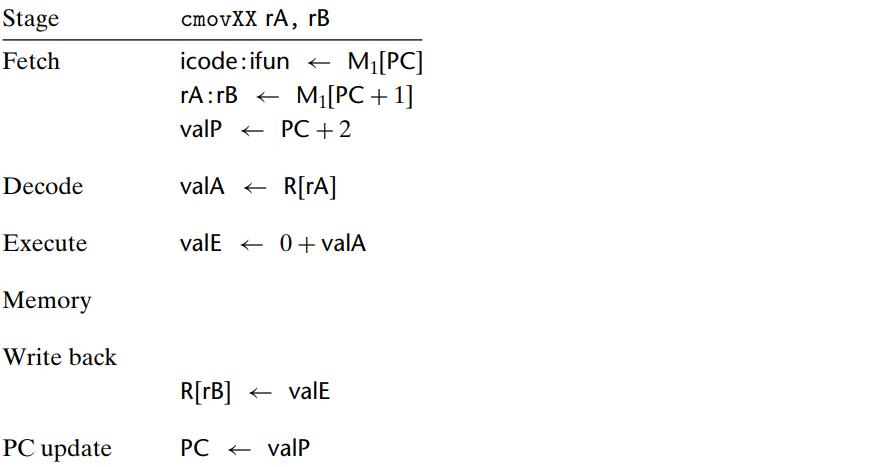 Stage cmovXX rA, rB
Fetch icode:ifun ← M₁[PC]
rA:rB ← M₁[PC + 1]
valP ← PC + 2
Decode valA ← R[rA]
Execute valE ← 0 + valA
Memory
Write back
R[rB] ← valE
PC update PC ← valP